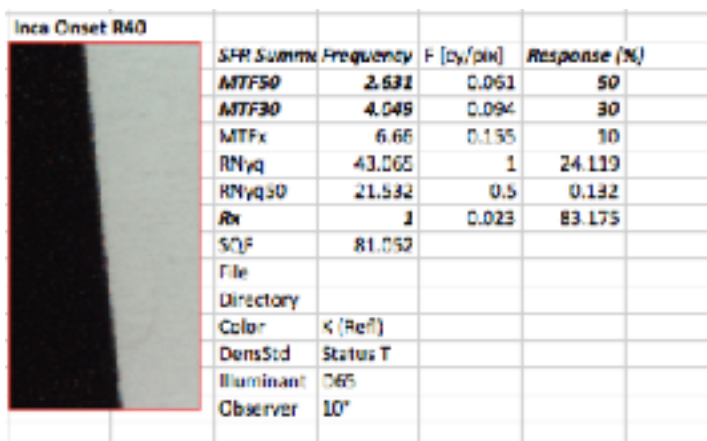 Inca Onset R40
SFR Summa Frequency F [cy/pix] Response (%)
MTF50 2.631 0.061 50
MTF30 4.049 0.094 30
MTFx 6.66 0.155 10
RNyq 43.065 1 24.119
RNyq50 21.532 0.5 0.132
Rx 1 0.023 83.175
SQF 81.052
File
Directory
Color K (Refl)
DensStd Status T
Illuminant D65
Observer 10°